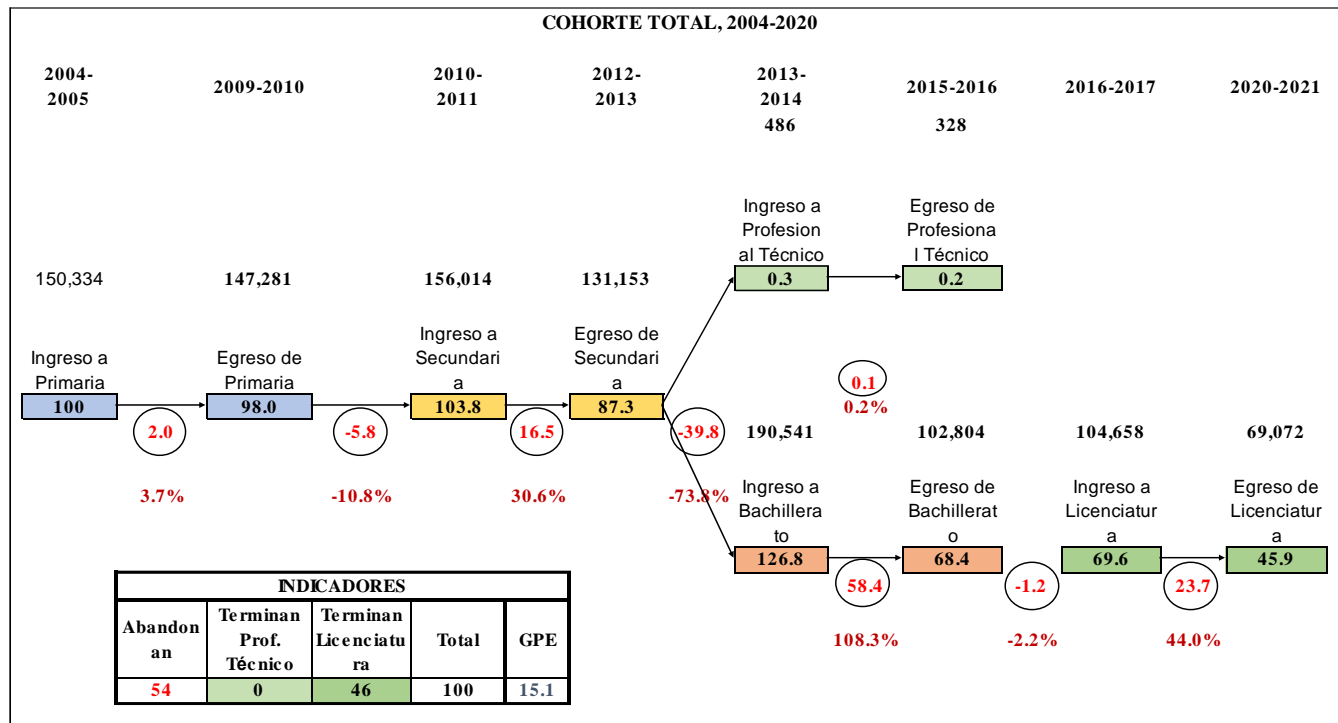 COHORTE TOTAL, 2004-2020
2004-
2005
2009-2010
2010-
2011
2012-
2013
2013-
2014
2015-2016
2016-2017
2020-2021
486
328
Ingreso a
Profesion
al Técnico
Egreso de
Profesiona
l Técnico
150,334
147,281
156,014
131,153
0.3
0.2
Ingreso a
Primaria
Egreso de
Primaria
Ingreso a
Secundari
a
Egreso de
Secundari
a
100
98.0
103.8
87.3
0.1
0.2%
2.0
-5.8
16.5
-39.8
190,541
102,804
104,658
69,072
3.7%
-10.8%
30.6%
-73.8%
Ingreso a
Bachillera
to
Egreso de
Bachillerat
o
Ingreso a
Licenciatur
a
Egreso de
Licenciatur
a
126.8
68.4
69.6
45.9
58.4
-1.2
23.7
108.3%
-2.2%
44.0%
INDICADORES
Abandon
an
Terminan
Prof.
Técnico
Terminan
Licenciatu
ra
Total
GPE
54
0
46
100
15.1